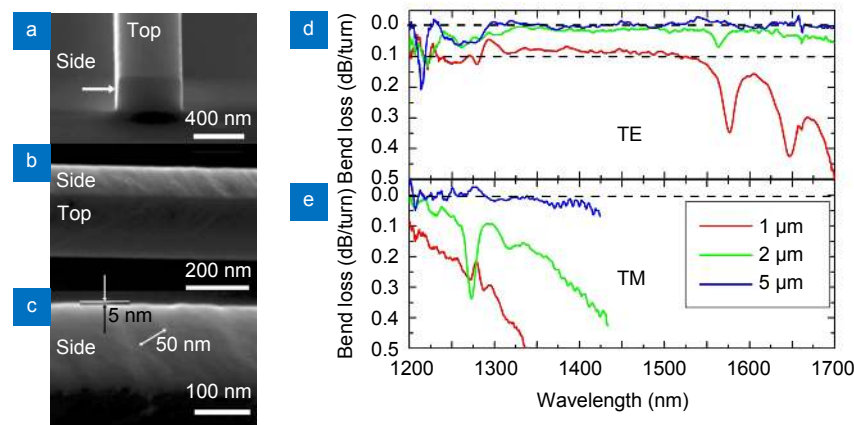 a
Top
Side
400 nm
b
Side
Top
200 nm
c
5 nm
Side
50 nm
100 nm
d
Bend loss (dB/turn)
0.0
0.1
0.2
0.3
0.4
0.5
TE
e
Bend loss (dB/turn)
0.0
0.1
0.2
0.3
0.4
0.5
TM
1 μm
2 μm
5 μm
1200 1300 1400 1500 1600 1700
Wavelength (nm)